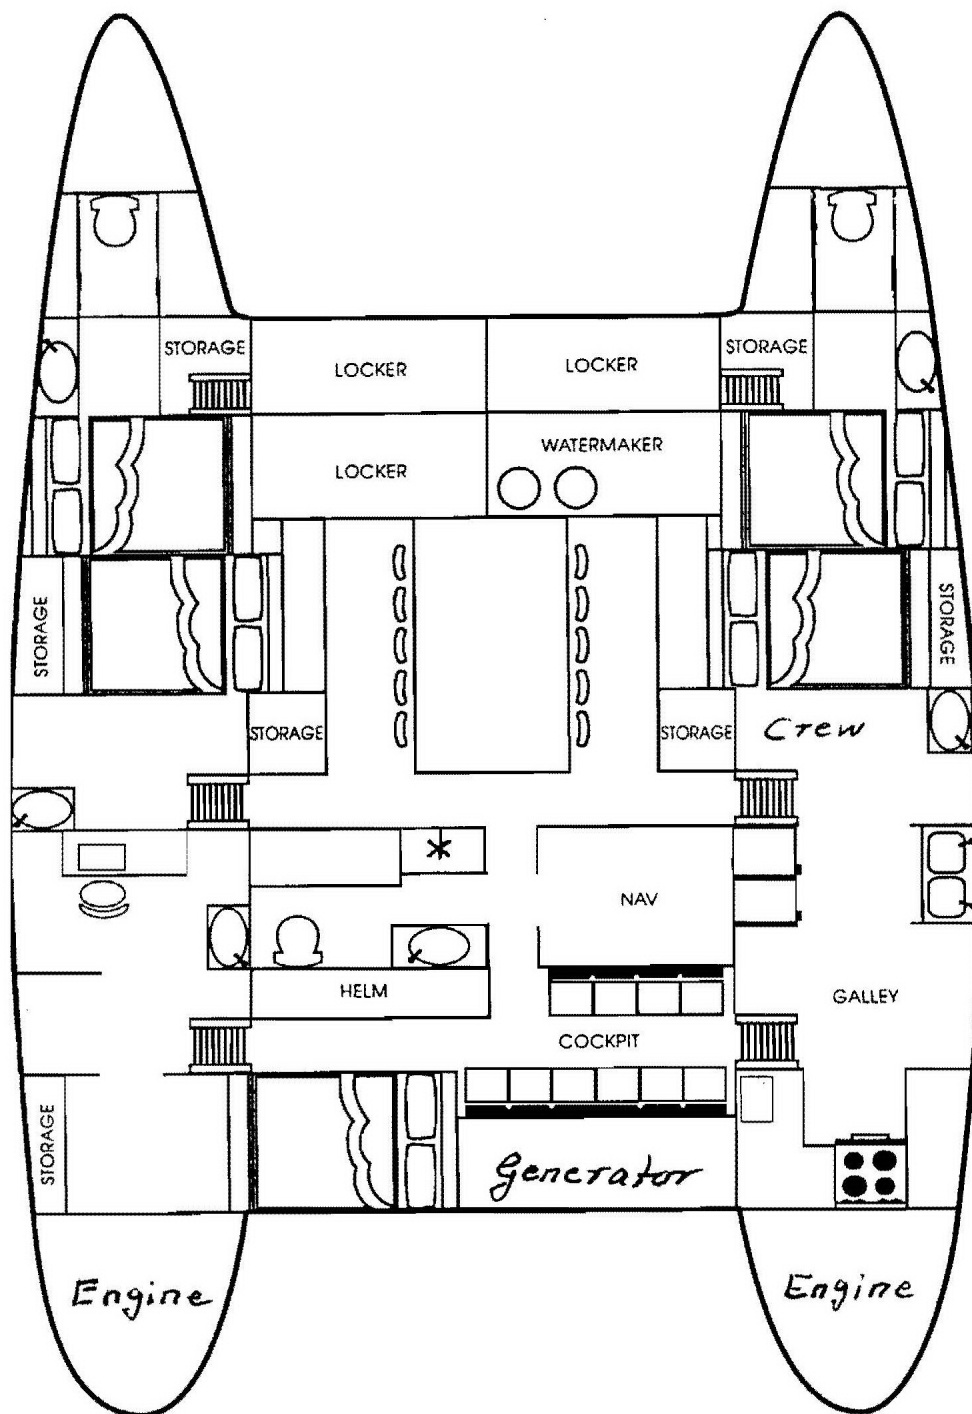 STORAGE
LOCKER
LOCKER
STORAGE
LOCKER
WATERMAKER
STORAGE
STORAGE
STORAGE
STORAGE
Crew
NAV
HELM
GALLEY
COCKPIT
STORAGE
Generator
Engine
Engine